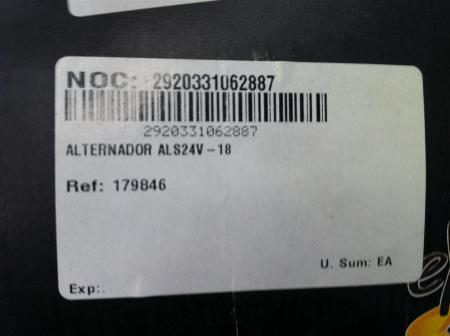 NOC: 2920331062887
2920331062887
ALTERNADOR ALS24V-18
Ref: 179846
U. Sum: EA
Exp:.